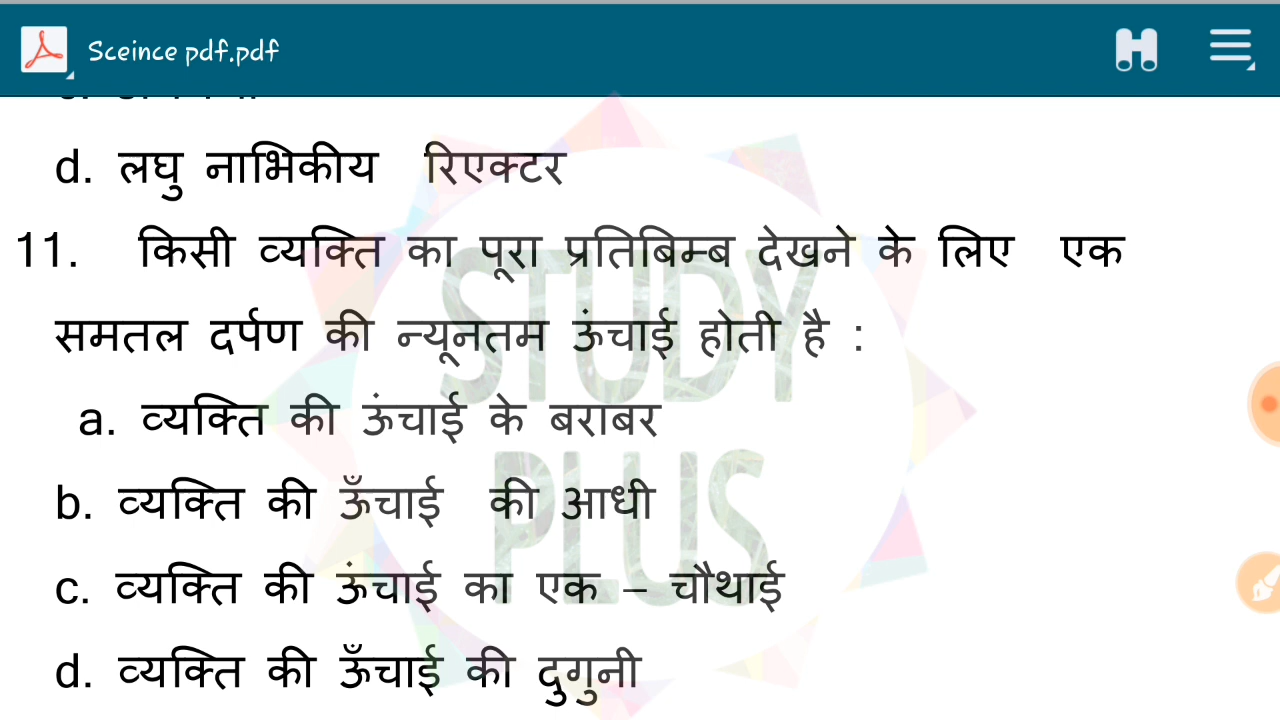 Sceince pdf.pdf
d. लघु नाभिकीय रिएक्टर
11. किसी व्यक्ति का पूरा प्रतिबिम्ब देखने के लिए एक
समतल दर्पण की न्यूनतम ऊंचाई होती है :
a. व्यक्ति की ऊंचाई के बराबर
b. व्यक्ति की ऊँचाई की आधी
c. व्यक्ति की ऊंचाई का एक – चौथाई
d. व्यक्ति की ऊँचाई की दुगुनी
STUDY
PLUS